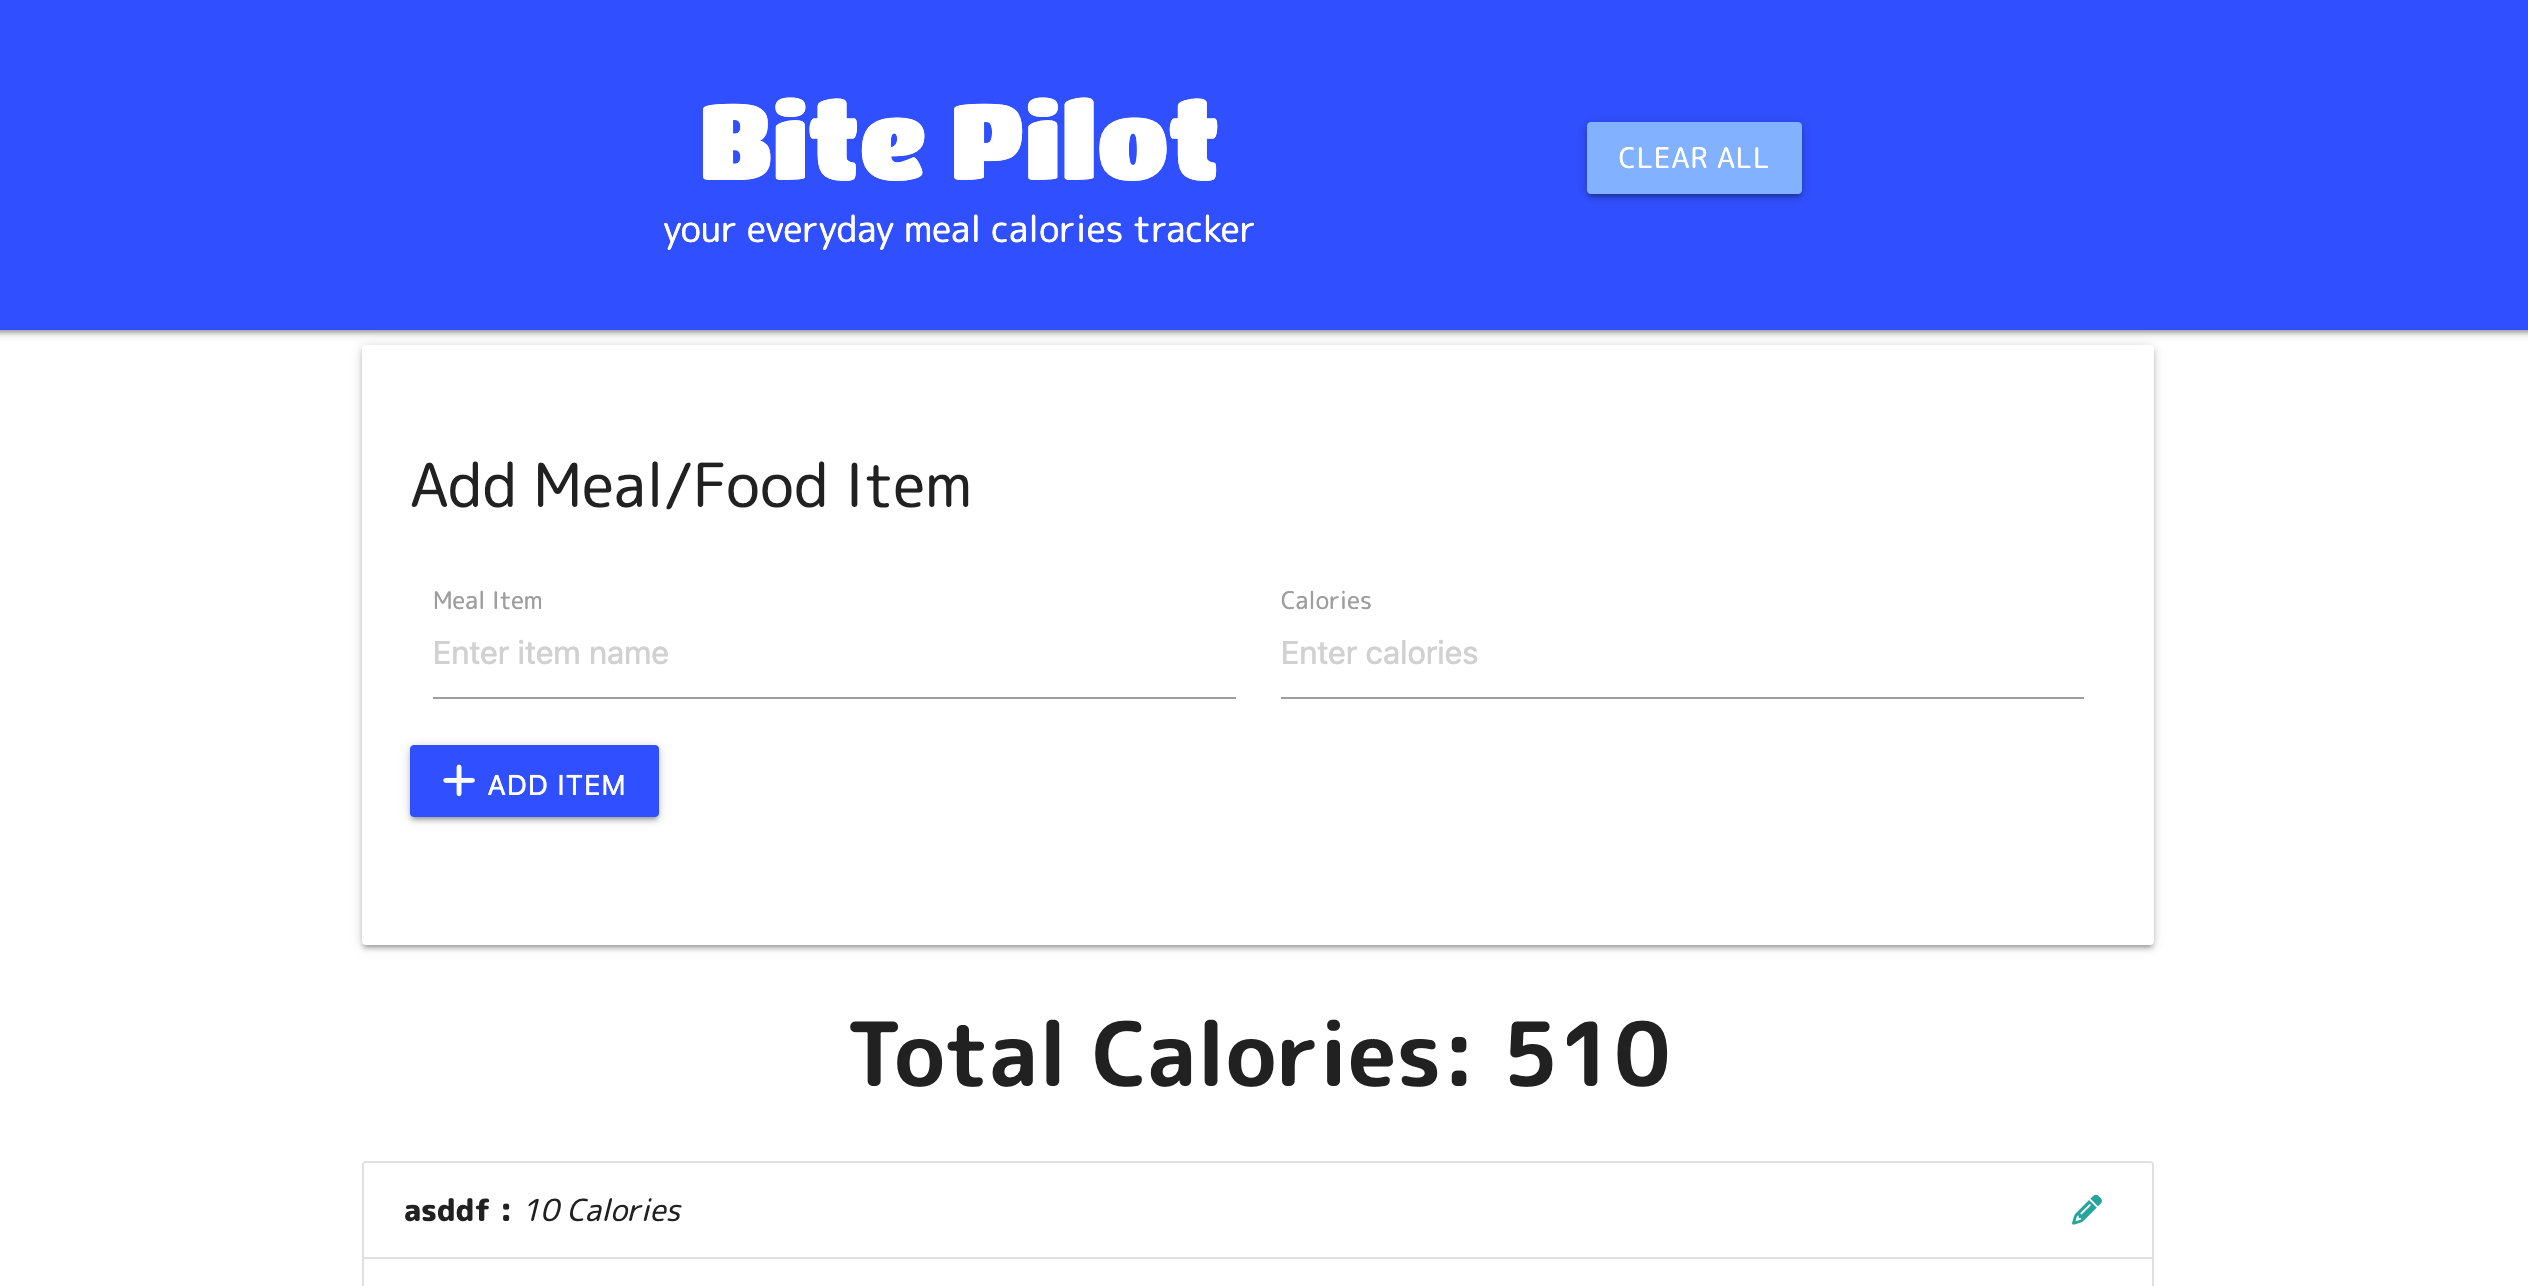 Bite Pilot
your everyday meal calories tracker
CLEAR ALL
Add Meal/Food Item
Meal Item
Enter item name
Calories
Enter calories
ADD ITEM
Total Calories: 510
asddf : 10 Calories